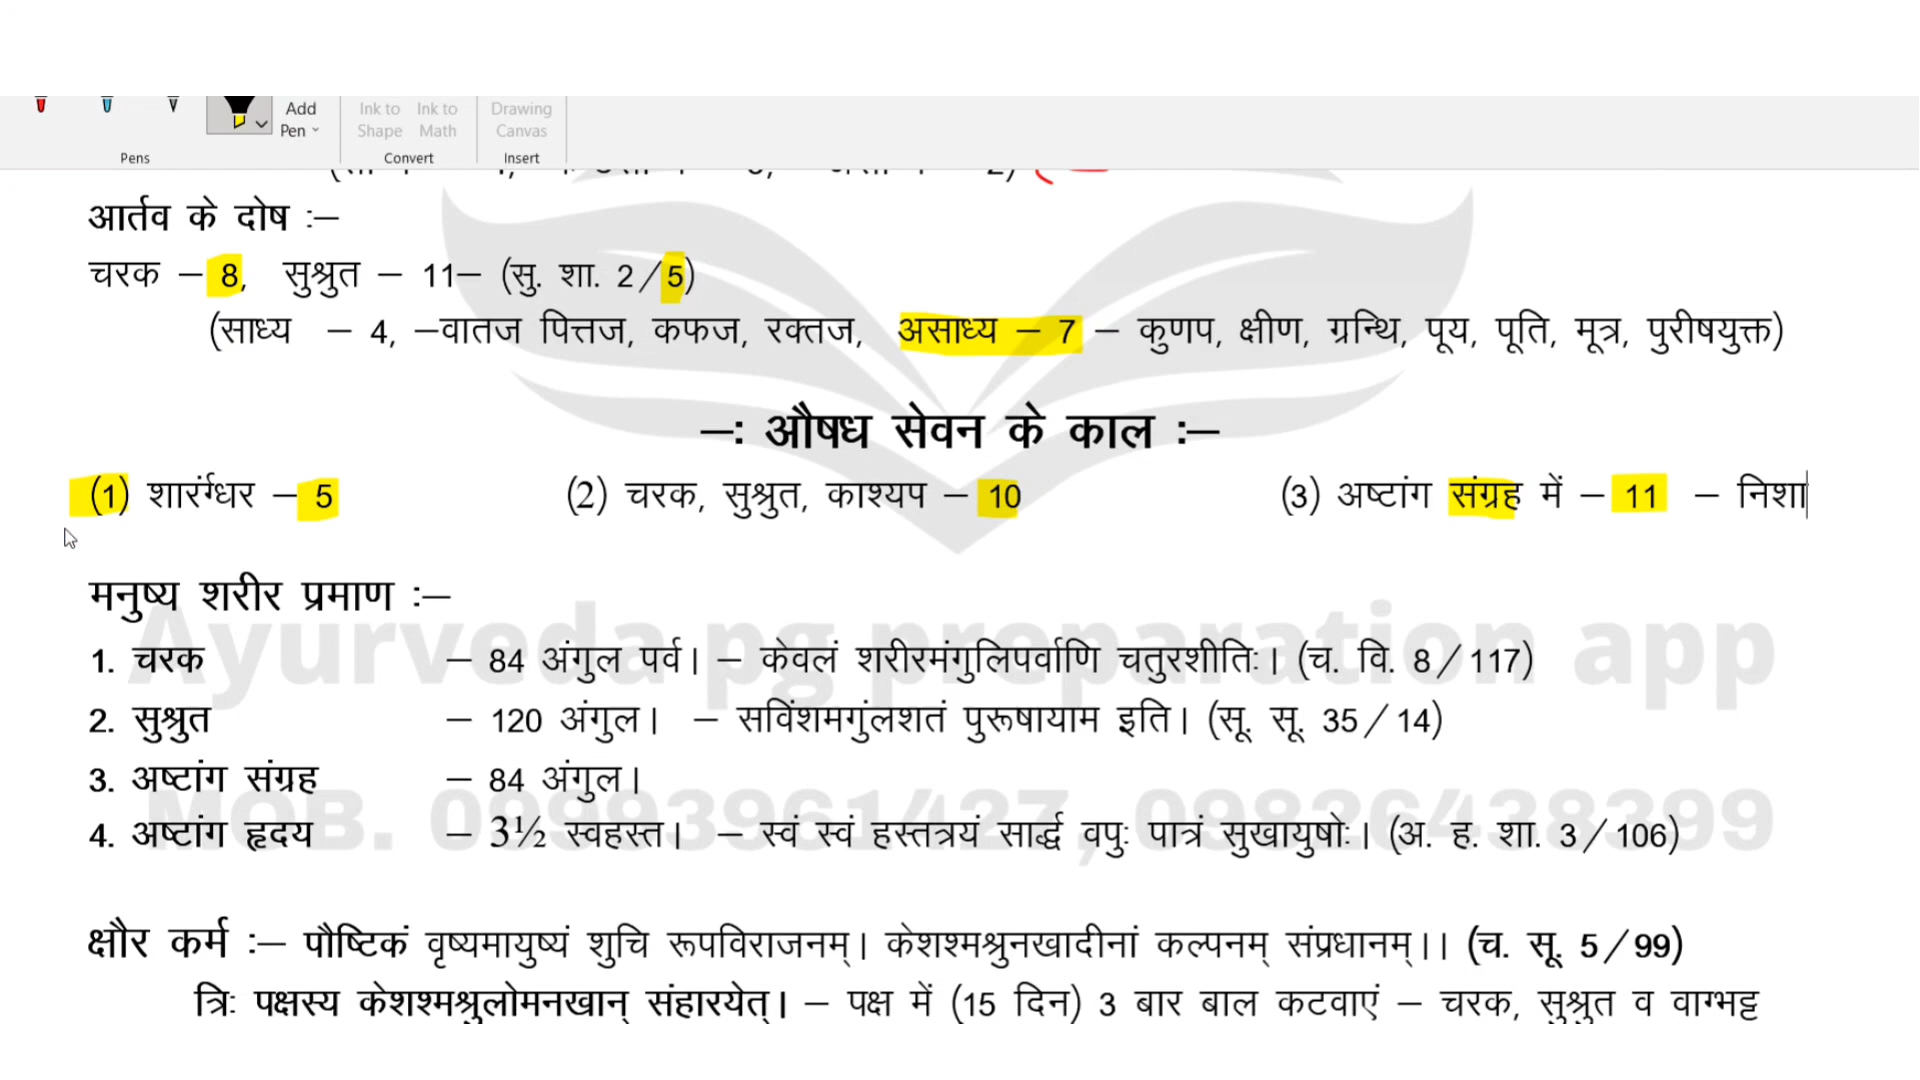 Add
Pen
Ink to Shape
Ink to Math
Drawing Canvas
Pens
Convert
Insert
आर्तव के दोष :–
चरक – 8, सुश्रुत – 11– (सु. शा. 2/5)
(साध्य – 4, –वातज पित्तज, कफज, रक्तज, असाध्य – 7 – कुणप, क्षीण, ग्रन्थि, पूय, पूति, मूत्र, पुरीषयुक्त)
–: औषध सेवन के काल :–
(1) शारंर्ग्धर – 5 (2) चरक, सुश्रुत, काश्यप – 10 (3) अष्टांग संग्रह में – 11 – निशा
मनुष्य शरीर प्रमाण :–
1. चरक – 84 अंगुल पर्व। – केवलं शरीरमंगुलिपर्वाणि चतुरशीतिः। (च. वि. 8/117)
2. सुश्रुत – 120 अंगुल। – सविंशमगुंलशतं पुरूषायाम इति। (सू. सू. 35/14)
3. अष्टांग संग्रह – 84 अंगुल।
4. अष्टांग हृदय – 3½ स्वहस्त। – स्वं स्वं हस्तत्रयं सार्द्ध वपुः पात्रं सुखायुषोः। (अ. ह. शा. 3/106)
क्षौर कर्म :– पौष्टिकं वृष्यमायुष्यं शुचि रूपविराजनम्। केशश्मश्रुनखादीनां कल्पनम् संप्रधानम्।। (च. सू. 5/99)
त्रिः पक्षस्य केशश्मश्रुलोमनखान् संहारयेत्। – पक्ष में (15 दिन) 3 बार बाल कटवाएं – चरक, सुश्रुत व वाग्भट्ट
Ayurveda pg preparation app
MOB. 09993961427, 09826438399